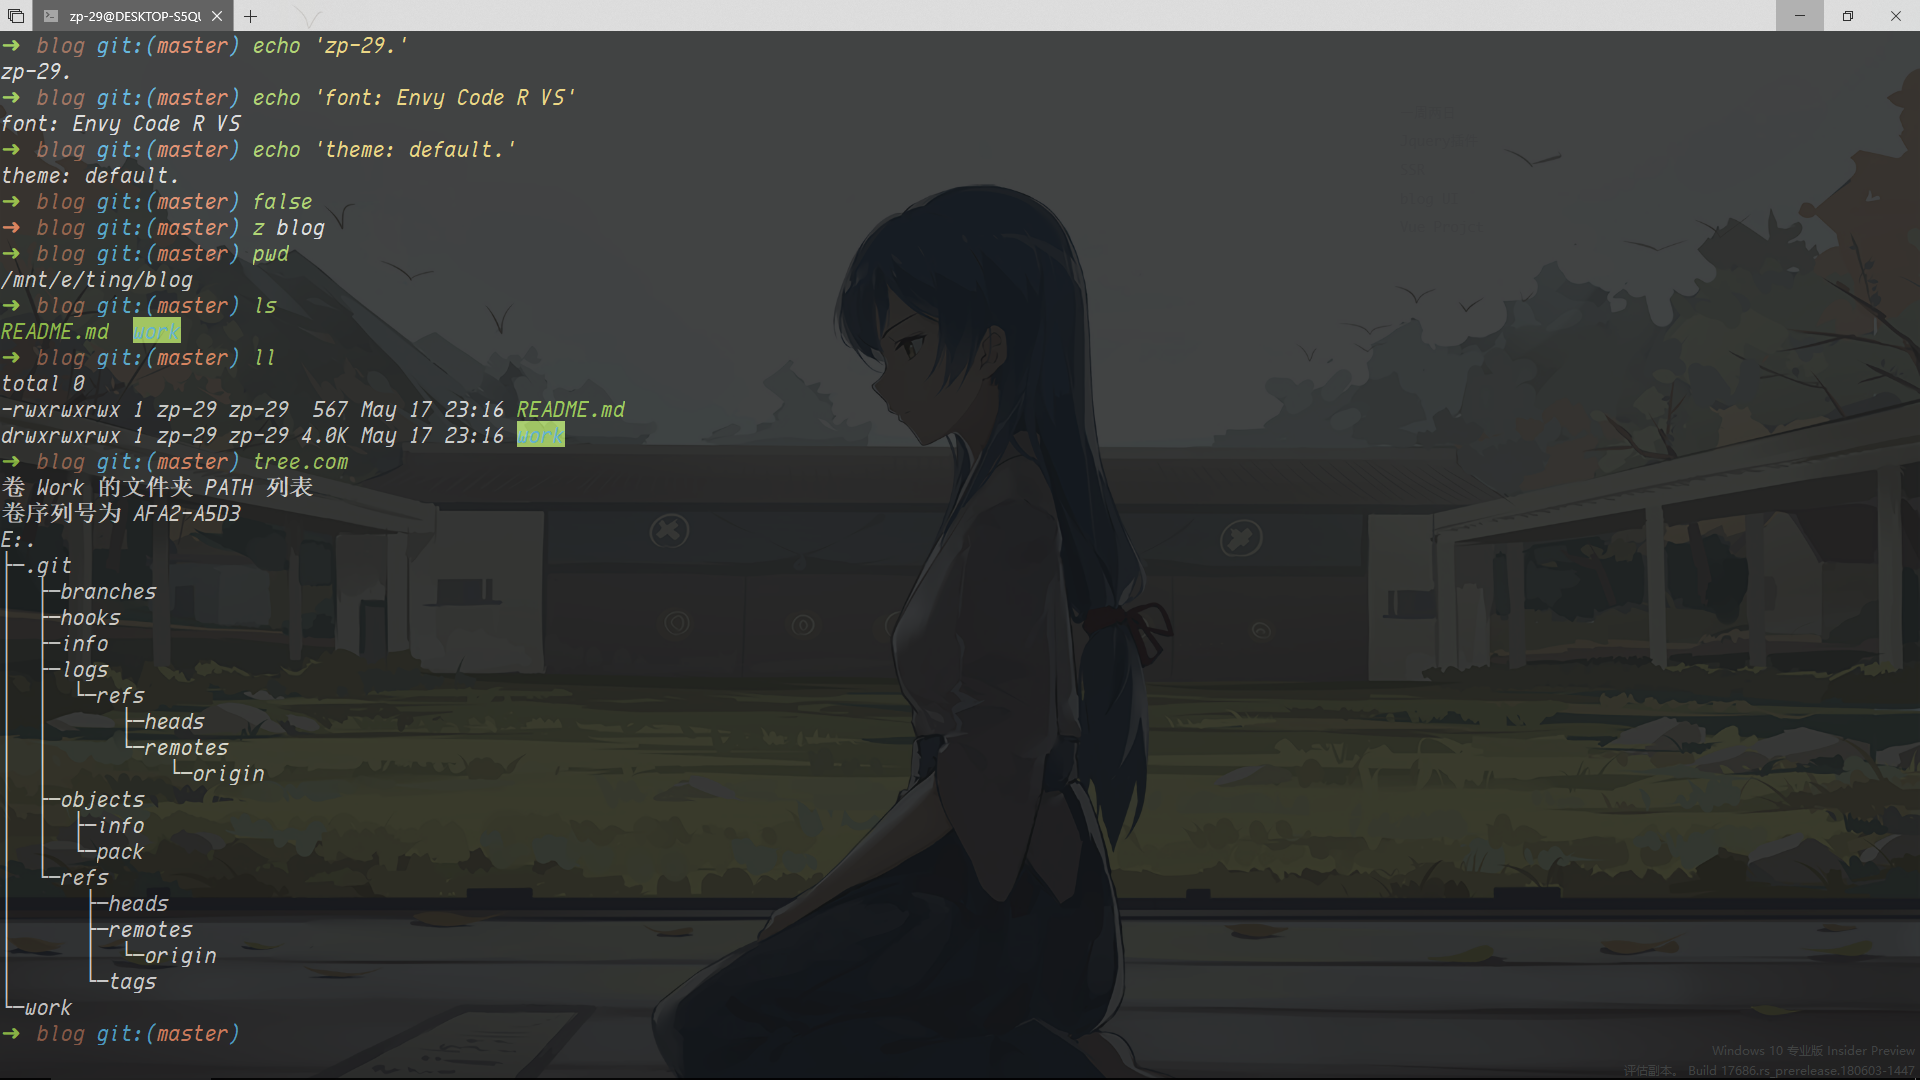 zp-29@DESKTOP-S5QU
➜ blog git:(master) echo 'zp-29.'
zp-29.
➜ blog git:(master) echo 'font: Envy Code R VS'
font: Envy Code R VS
➜ blog git:(master) echo 'theme: default.'
theme: default.
➜ blog git:(master) false
➜ blog git:(master) z blog
➜ blog git:(master) pwd
/mnt/e/ting/blog
➜ blog git:(master) ls
README.md  work
➜ blog git:(master) ll
total 0
-rwxrwxrwx 1 zp-29 zp-29  567 May 17 23:16 README.md
drwxrwxrwx 1 zp-29 zp-29 4.0K May 17 23:16 work
➜ blog git:(master) tree.com
卷 Work 的文件夹 PATH 列表
卷序列号为 AFA2-A5D3
E:.
├─.git
│  ├─branches
│  ├─hooks
│  ├─info
│  ├─logs
│  │  └─refs
│  │      ├─heads
│  │      └─remotes
│  │          └─origin
│  ├─objects
│  │  ├─info
│  │  └─pack
│  └─refs
│      ├─heads
│      ├─remotes
│      │  └─origin
│      └─tags
└─work
➜ blog git:(master)
Windows 10 专业版 Insider Preview
评估副本。 Build 17686.rs_prerelease.180603-1447